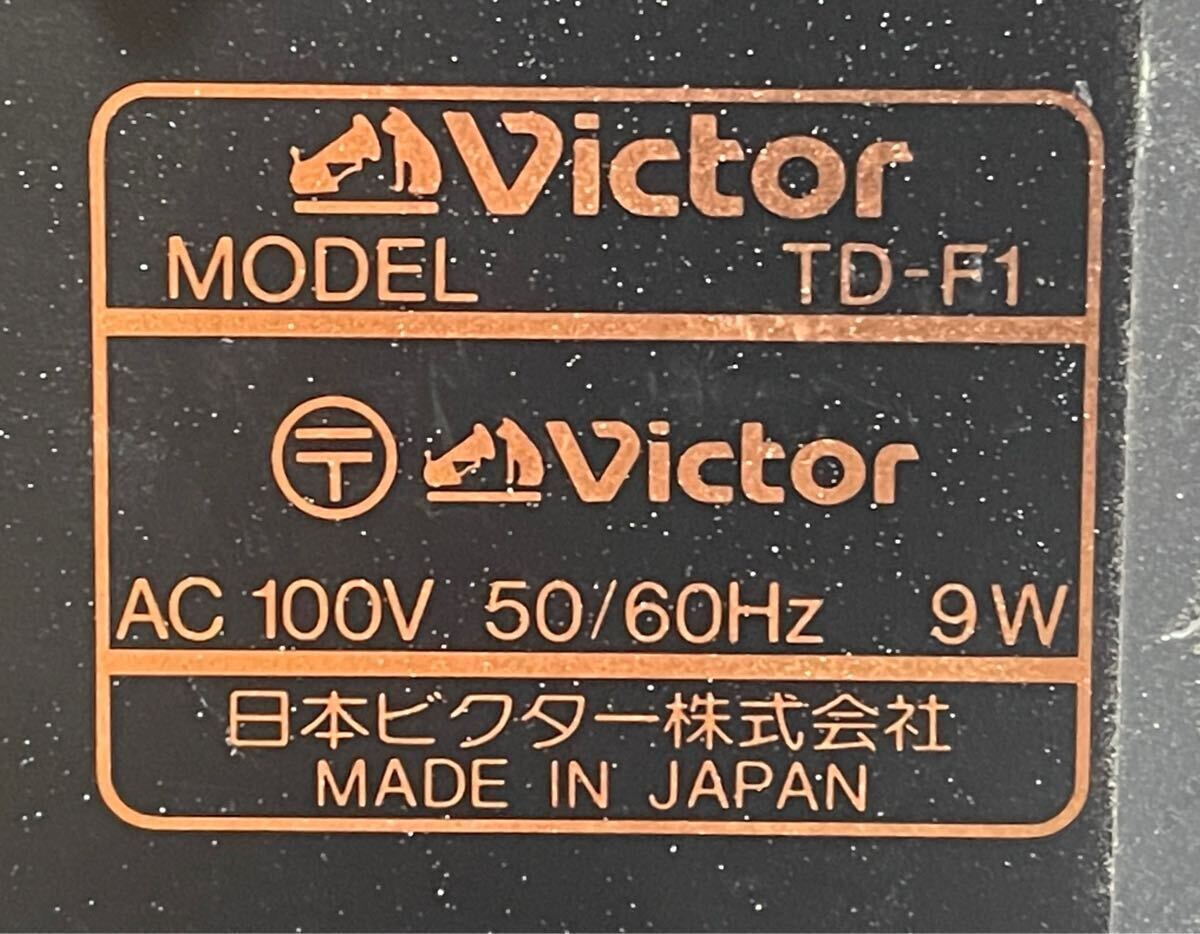 Victor
MODEL TD-F1
〒 Victor
AC 100V 50/60Hz 9W
日本ビクター株式会社
MADE IN JAPAN